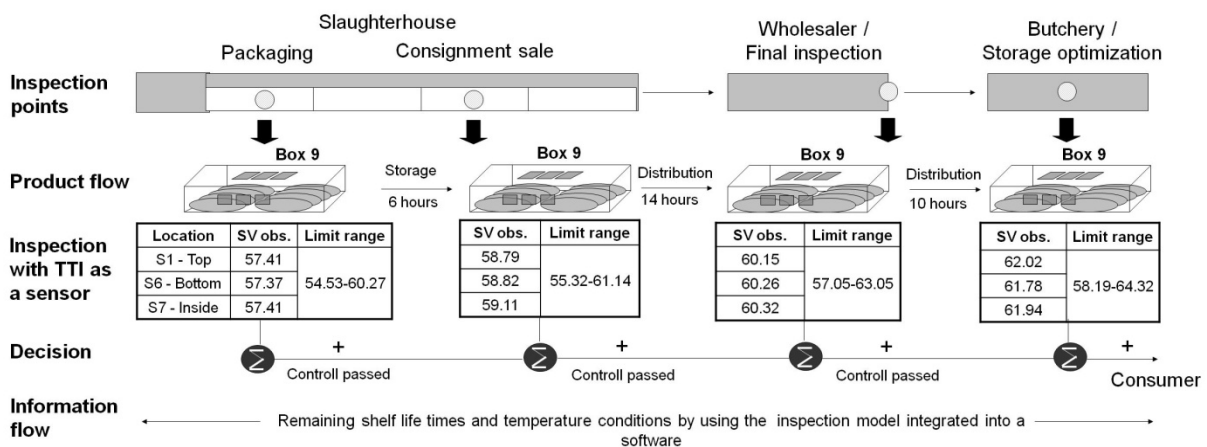 Slaughterhouse
Packaging
Consignment sale
Wholesaler /
Final inspection
Butchery /
Storage optimization
Inspection
points
Product flow
Box 9
Storage
6 hours
Box 9
Distribution
14 hours
Box 9
Distribution
10 hours
Box 9
Inspection
with TTI as
a sensor
Location SV obs. Limit range
S1 - Top 57.41
S6 - Bottom 57.37 54.53-60.27
S7 - Inside 57.41
SV obs. Limit range
58.79
58.82 55.32-61.14
59.11
SV obs. Limit range
60.15
60.26 57.05-63.05
60.32
SV obs. Limit range
62.02
61.78 58.19-64.32
61.94
Decision
Σ + Σ + Σ + Σ +
Controll passed
Controll passed
Controll passed
Consumer
Information
flow
Remaining shelf life times and temperature conditions by using the inspection model integrated into a
software